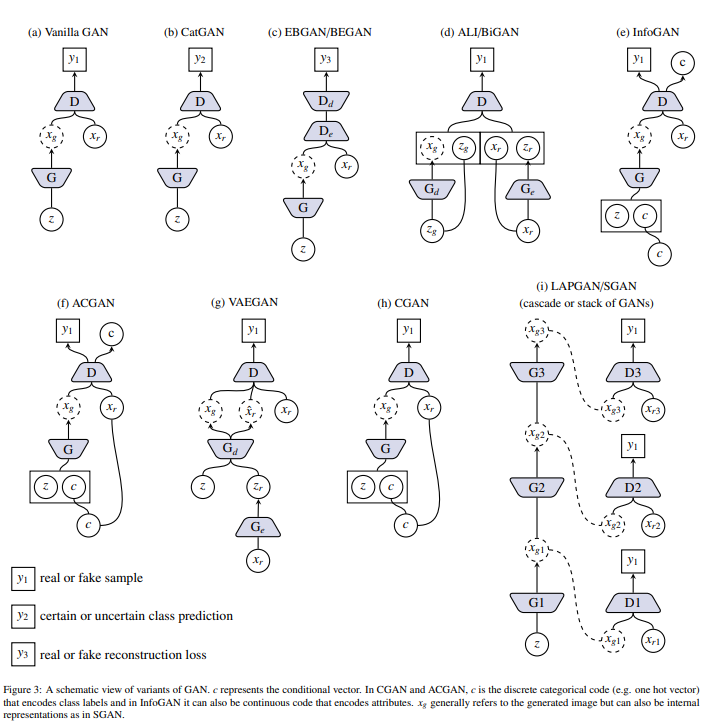 (a) Vanilla GAN
y1
D
xg
xr
G
z
(b) CatGAN
y2
D
xg
xr
G
z
(c) EBGAN/BEGAN
y3
Dd
De
xg
xr
G
z
(d) ALI/BiGAN
y1
D
xg zg xr zr
Gd Ge
zg xr
(e) InfoGAN
y1 c
D
xg xr
G
z c
c
(f) ACGAN
y1 c
D
xg xr
G
z c
c
(g) VAEGAN
y1
D
xg x̂r xr
Gd
z zr
Ge
xr
(h) CGAN
y1
D
xg xr
G
z c
c
(i) LAPGAN/SGAN
(cascade or stack of GANs)
xg3 y1
G3 D3
xg3 xr3
xg2 y1
G2 D2
xg2 xr2
xg1 y1
G1 D1
z xg1 xr1
y1 real or fake sample
y2 certain or uncertain class prediction
y3 real or fake reconstruction loss
Figure 3: A schematic view of variants of GAN. c represents the conditional vector. In CGAN and ACGAN, c is the discrete categorical code (e.g. one hot vector)
that encodes class labels and in InfoGAN it can also be continuous code that encodes attributes. xg generally refers to the generated image but can also be internal
representations as in SGAN.